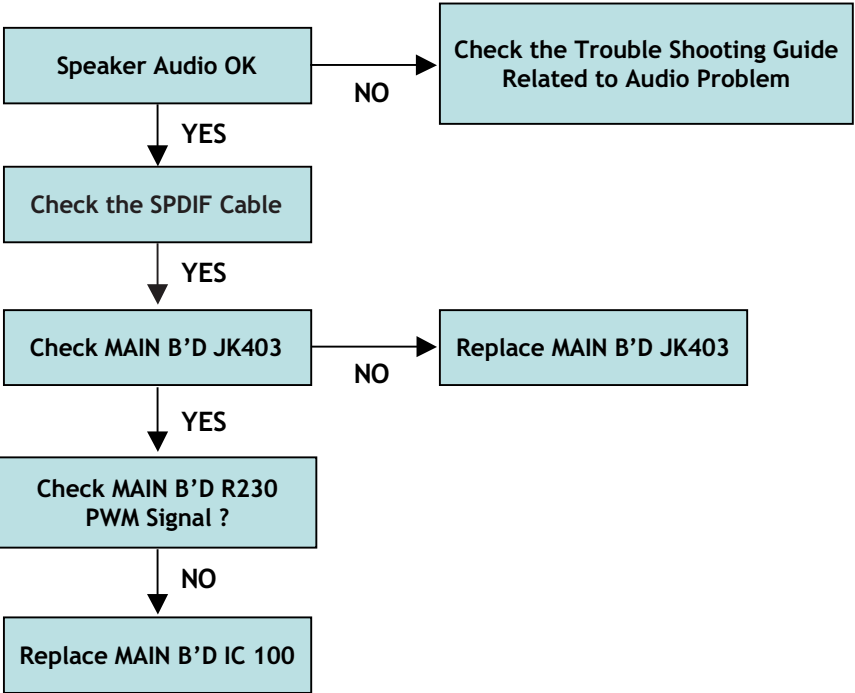 Speaker Audio OK
NO
Check the Trouble Shooting Guide
Related to Audio Problem
YES
Check the SPDIF Cable
YES
Check MAIN B’D JK403
NO
Replace MAIN B’D JK403
YES
Check MAIN B’D R230
PWM Signal ?
NO
Replace MAIN B’D IC 100